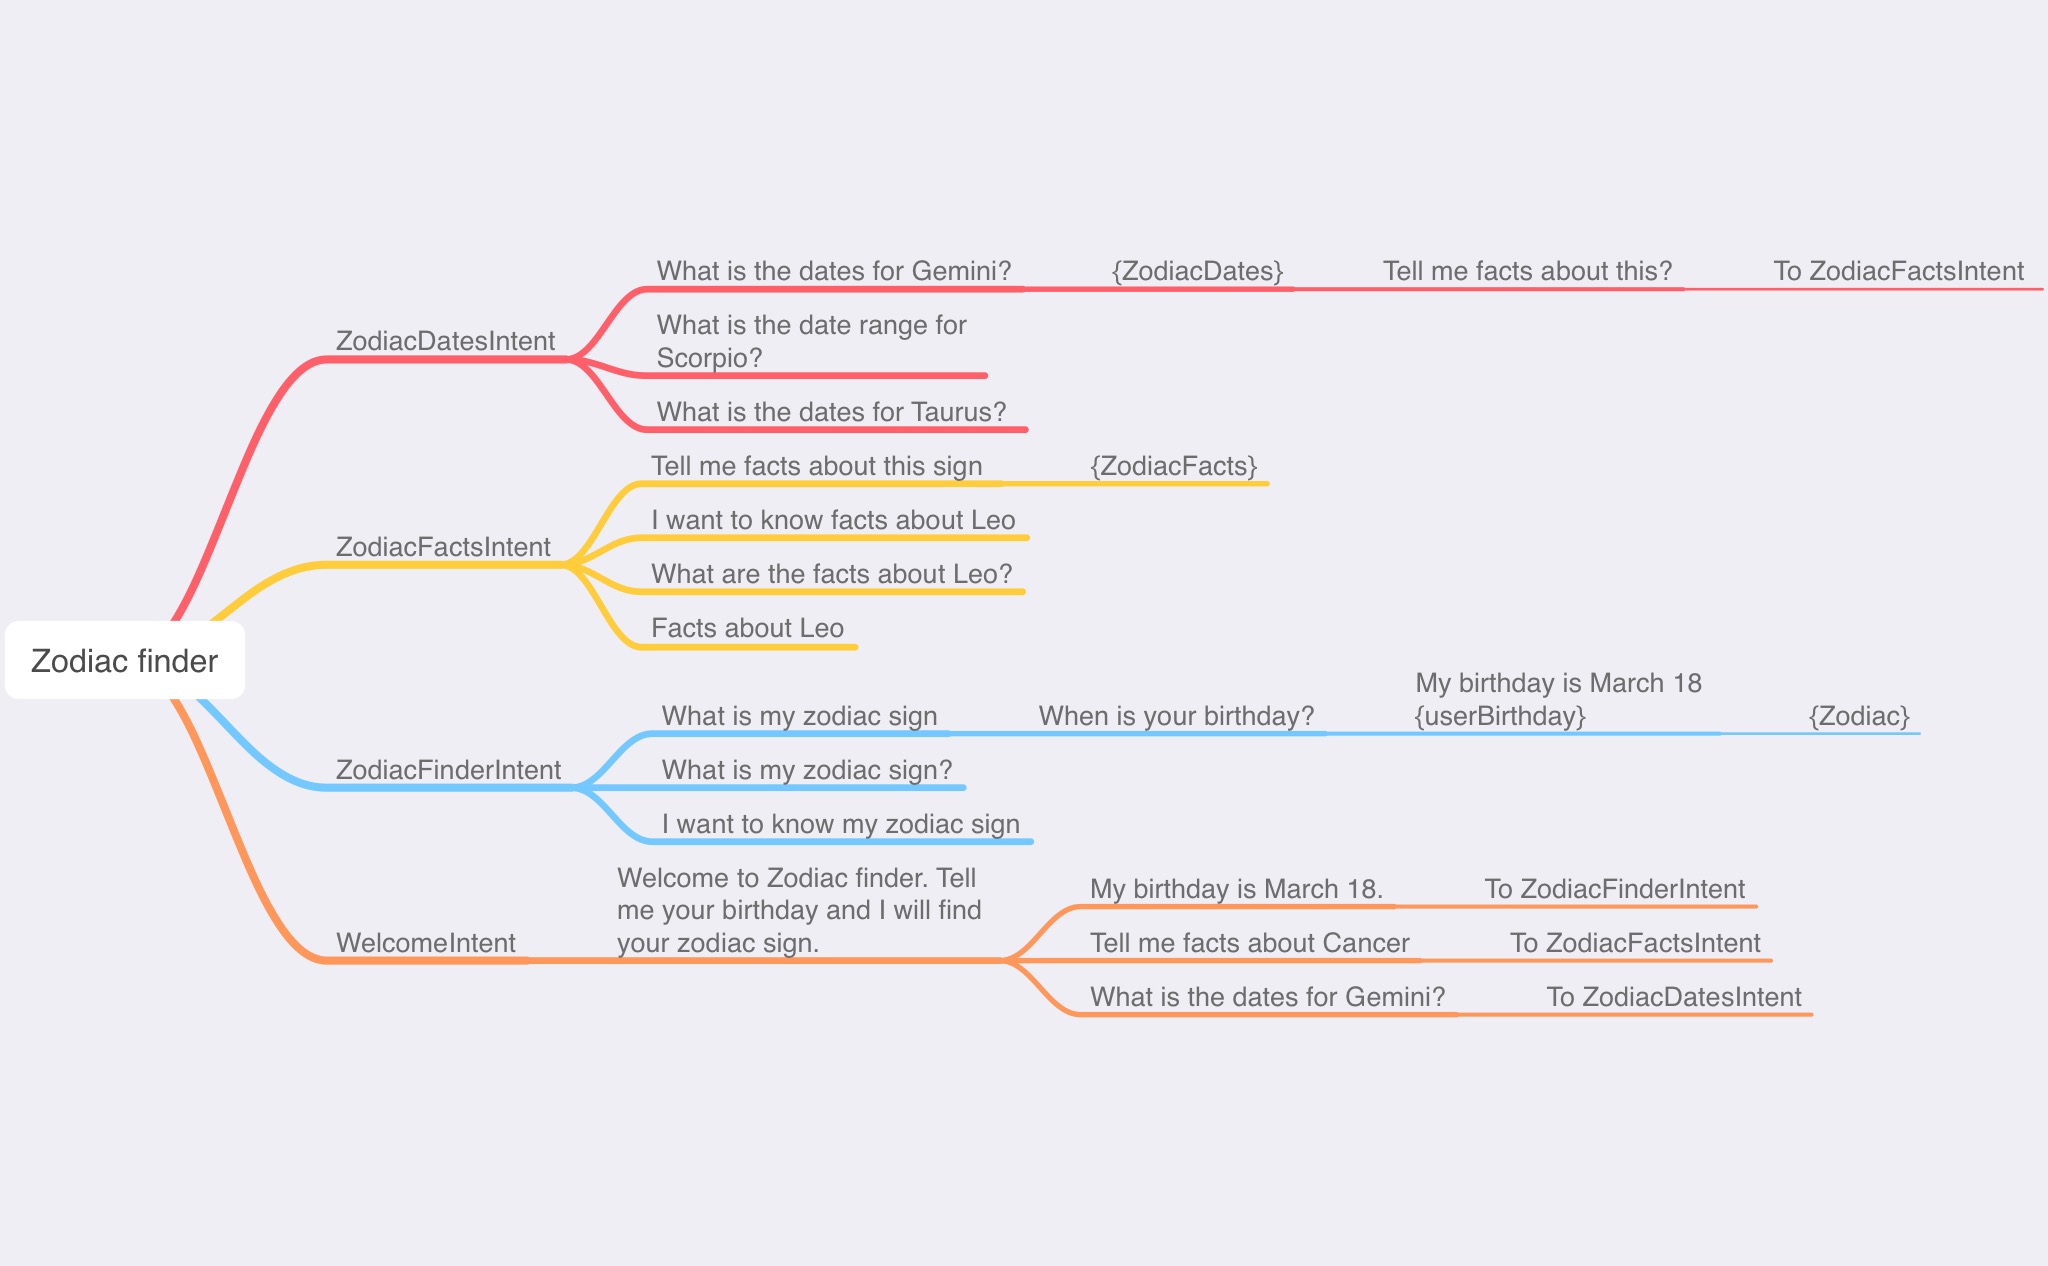 Zodiac finder
ZodiacDatesIntent
What is the dates for Gemini?
{ZodiacDates}
Tell me facts about this?
To ZodiacFactsIntent
What is the date range for
Scorpio?
What is the dates for Taurus?
ZodiacFactsIntent
Tell me facts about this sign
{ZodiacFacts}
I want to know facts about Leo
What are the facts about Leo?
Facts about Leo
ZodiacFinderIntent
What is my zodiac sign
When is your birthday?
My birthday is March 18
{userBirthday}
{Zodiac}
What is my zodiac sign?
I want to know my zodiac sign
WelcomeIntent
Welcome to Zodiac finder. Tell
me your birthday and I will find
your zodiac sign.
My birthday is March 18.
To ZodiacFinderIntent
Tell me facts about Cancer
To ZodiacFactsIntent
What is the dates for Gemini?
To ZodiacDatesIntent